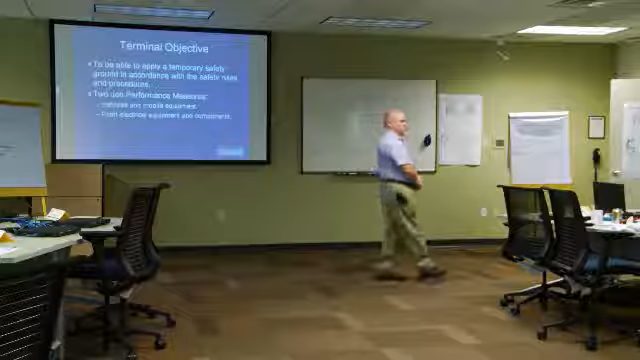 Terminal Objective
• To be able to apply a temporary safety
ground in accordance with the safety rules
and procedures.
• Two Job Performance Measures:
– vehicles and mobile equipment.
– From electrical equipment and components.